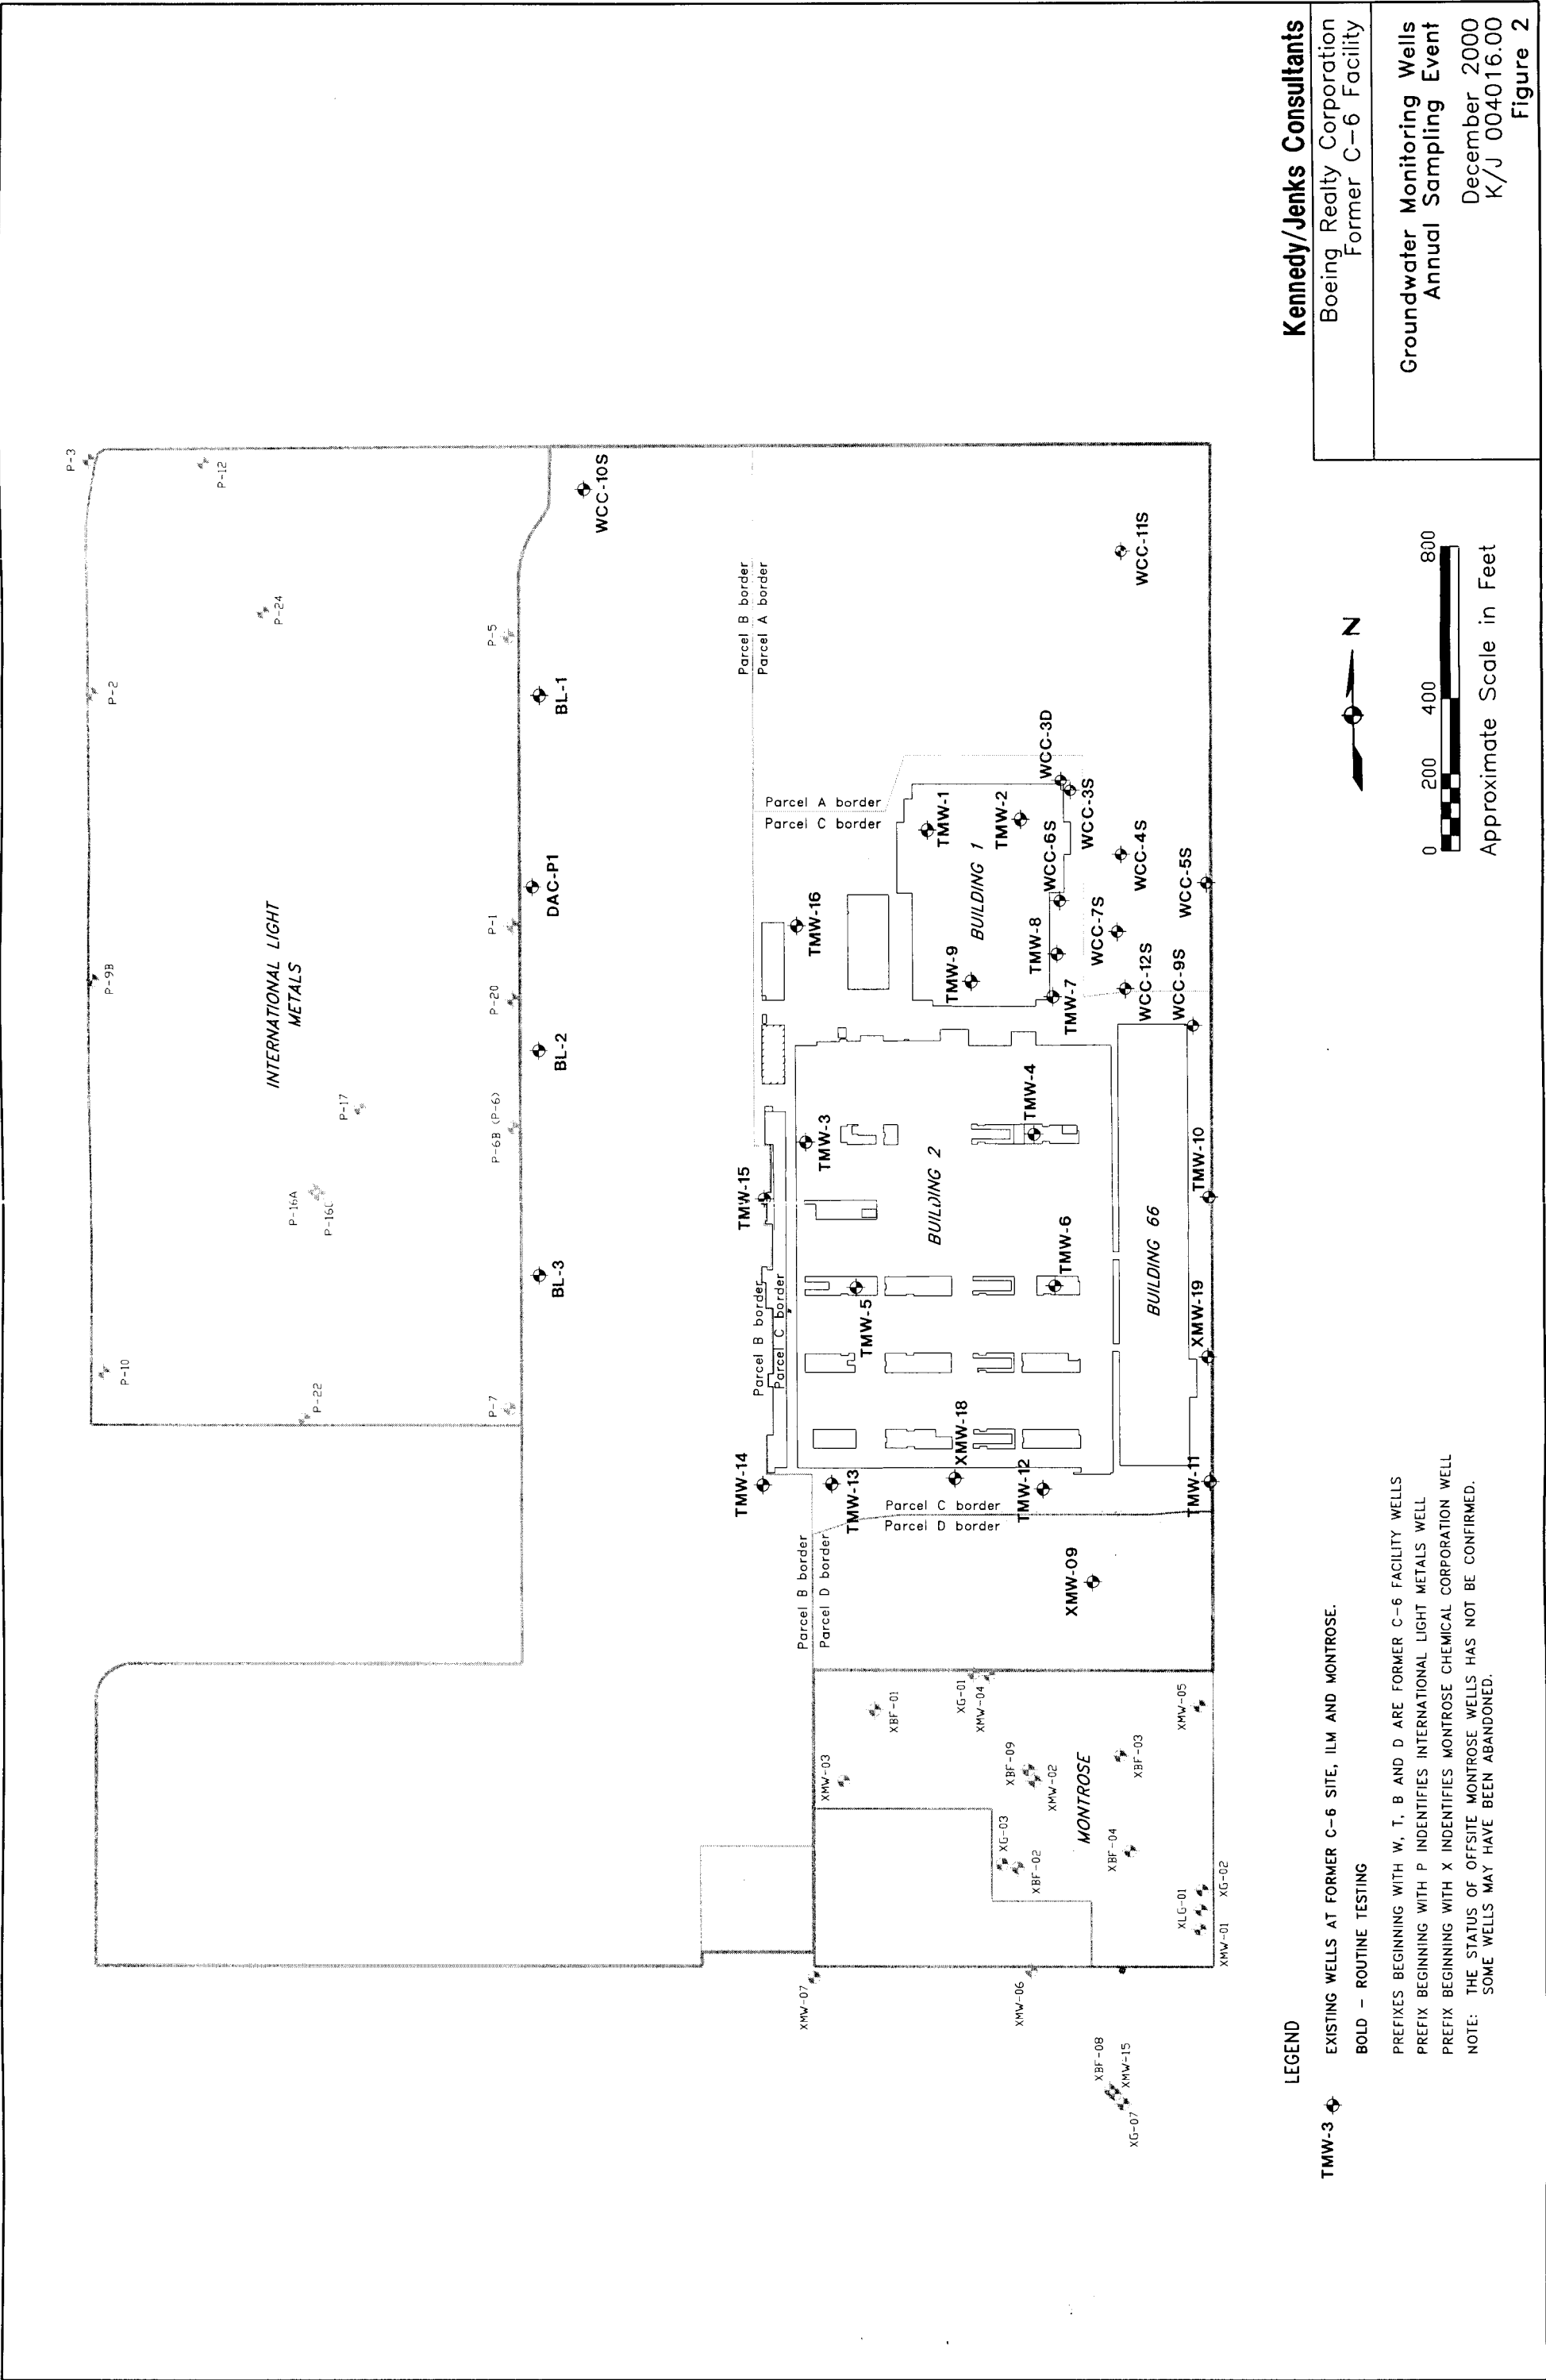 P-3
P-12
P-2
P-24
P-9B
INTERNATIONAL LIGHT
METALS
P-17
P-16A
P-10
P-22
P-5
P-1
P-20
P-6B (P-6)
P-7
WCC-10S
BL-1
DAC-P1
BL-2
BL-3
Parcel B border
Parcel A border
Parcel A border
Parcel C border
WCC-11S
WCC-3D
WCC-3S
TMW-1
TMW-2
BUILDING 1
WCC-6S
WCC-4S
WCC-5S
TMW-16
TMW-9
TMW-8
WCC-7S
TMW-7
WCC-12S
WCC-9S
TMW-15
TMW-3
TMW-4
BUILDING 2
TMW-10
TMW-5
TMW-6
BUILDING 66
XMW-19
Parcel B border
Parcel C border
TMW-14
TMW-13
XMW-18
TMW-12
TMW-11
Parcel C border
Parcel D border
Parcel B border
Parcel D border
XMW-09
XBF-01
XG-01
XMW-04
XMW-05
XMW-03
XBF-09
XMW-02
XBF-03
MONTROSE
XG-03
XBF-02
XBF-04
XLG-01
XG-02
XMW-01
XMW-07
XMW-06
XBF-08
XMW-15
XG-07
LEGEND
TMW-3 EXISTING WELLS AT FORMER C-6 SITE, ILM AND MONTROSE.
BOLD - ROUTINE TESTING
PREFIXES BEGINNING WITH W, T, B AND D ARE FORMER C-6 FACILITY WELLS
PREFIX BEGINNING WITH P INDENTIFIES INTERNATIONAL LIGHT METALS WELL
PREFIX BEGINNING WITH X INDENTIFIES MONTROSE CHEMICAL CORPORATION WELL
NOTE: THE STATUS OF OFFSITE MONTROSE WELLS HAS NOT BE CONFIRMED.
SOME WELLS MAY HAVE BEEN ABANDONED.
N
0 200 400 800
Approximate Scale in Feet
Kennedy/Jenks Consultants
Boeing Realty Corporation
Former C-6 Facility
Groundwater Monitoring Wells
Annual Sampling Event
December 2000
K/J 004016.00
Figure 2